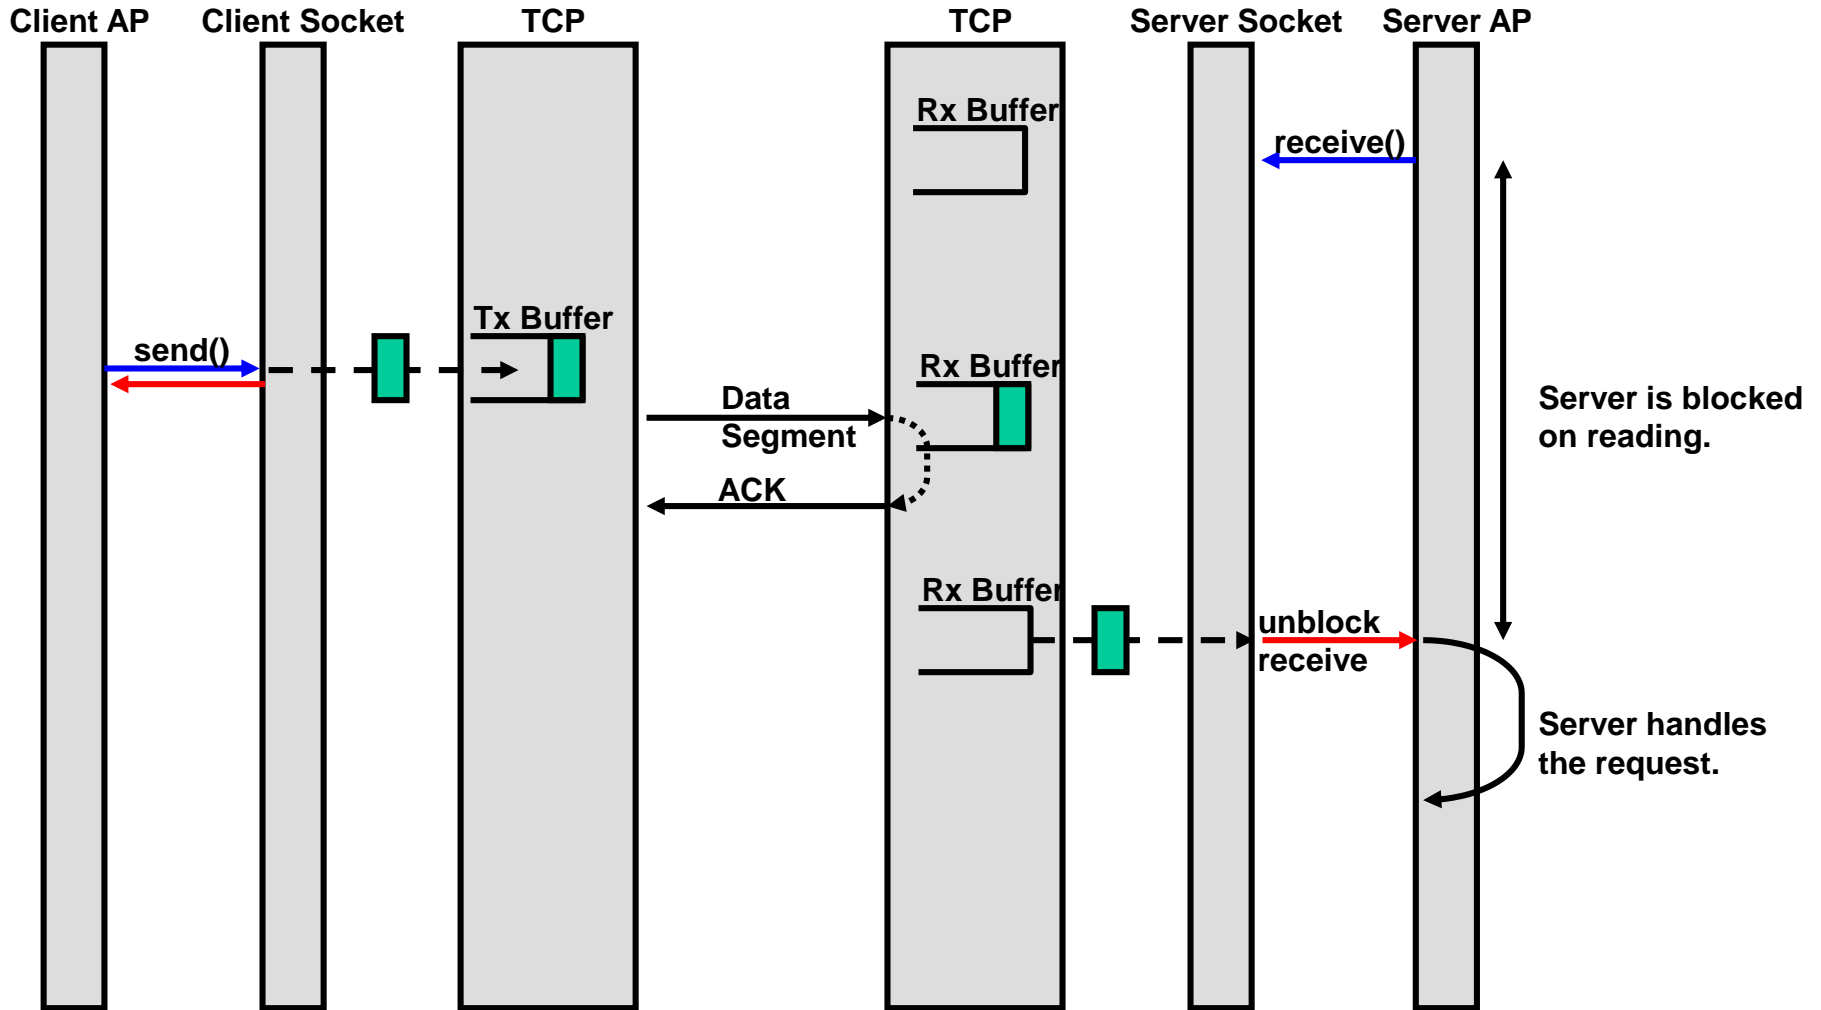 Client AP
Client Socket
TCP
TCP
Server Socket
Server AP
Rx Buffer
receive()
Tx Buffer
send()
Rx Buffer
Data
Segment
Server is blocked
on reading.
ACK
Rx Buffer
unblock
receive
Server handles
the request.